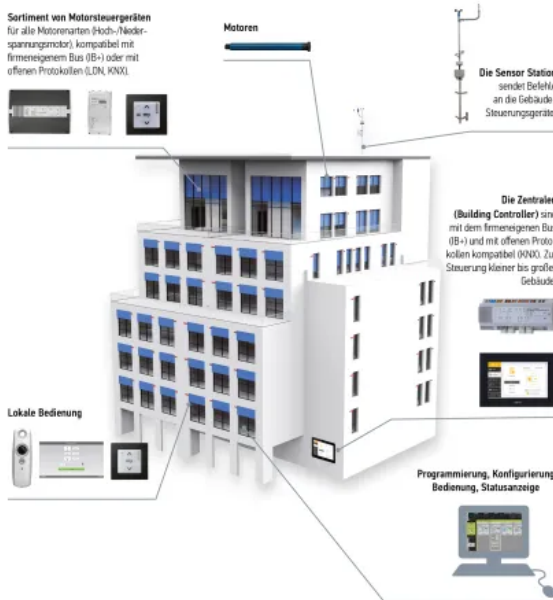 Sortiment von Motorsteuergeräten
für alle Motorenarten (Hoch-/Nieder-
spannungsmotor), kompatibel mit
firmeneigenem Bus (IB+) oder mit
offenen Protokollen (LON, KNX).
Motoren
Die Sensor Station
sendet Befehle
an die Gebäude
Steuerungsgeräte
Die Zentralen
(Building Controller) sind
mit dem firmeneigenen Bus
(IB+) und mit offenen Proto
kollen kompatibel (KNX). Zu
Steuerung kleiner bis große
Gebäude
Lokale Bedienung
Programmierung, Konfigurierung
Bedienung, Statusanzeige